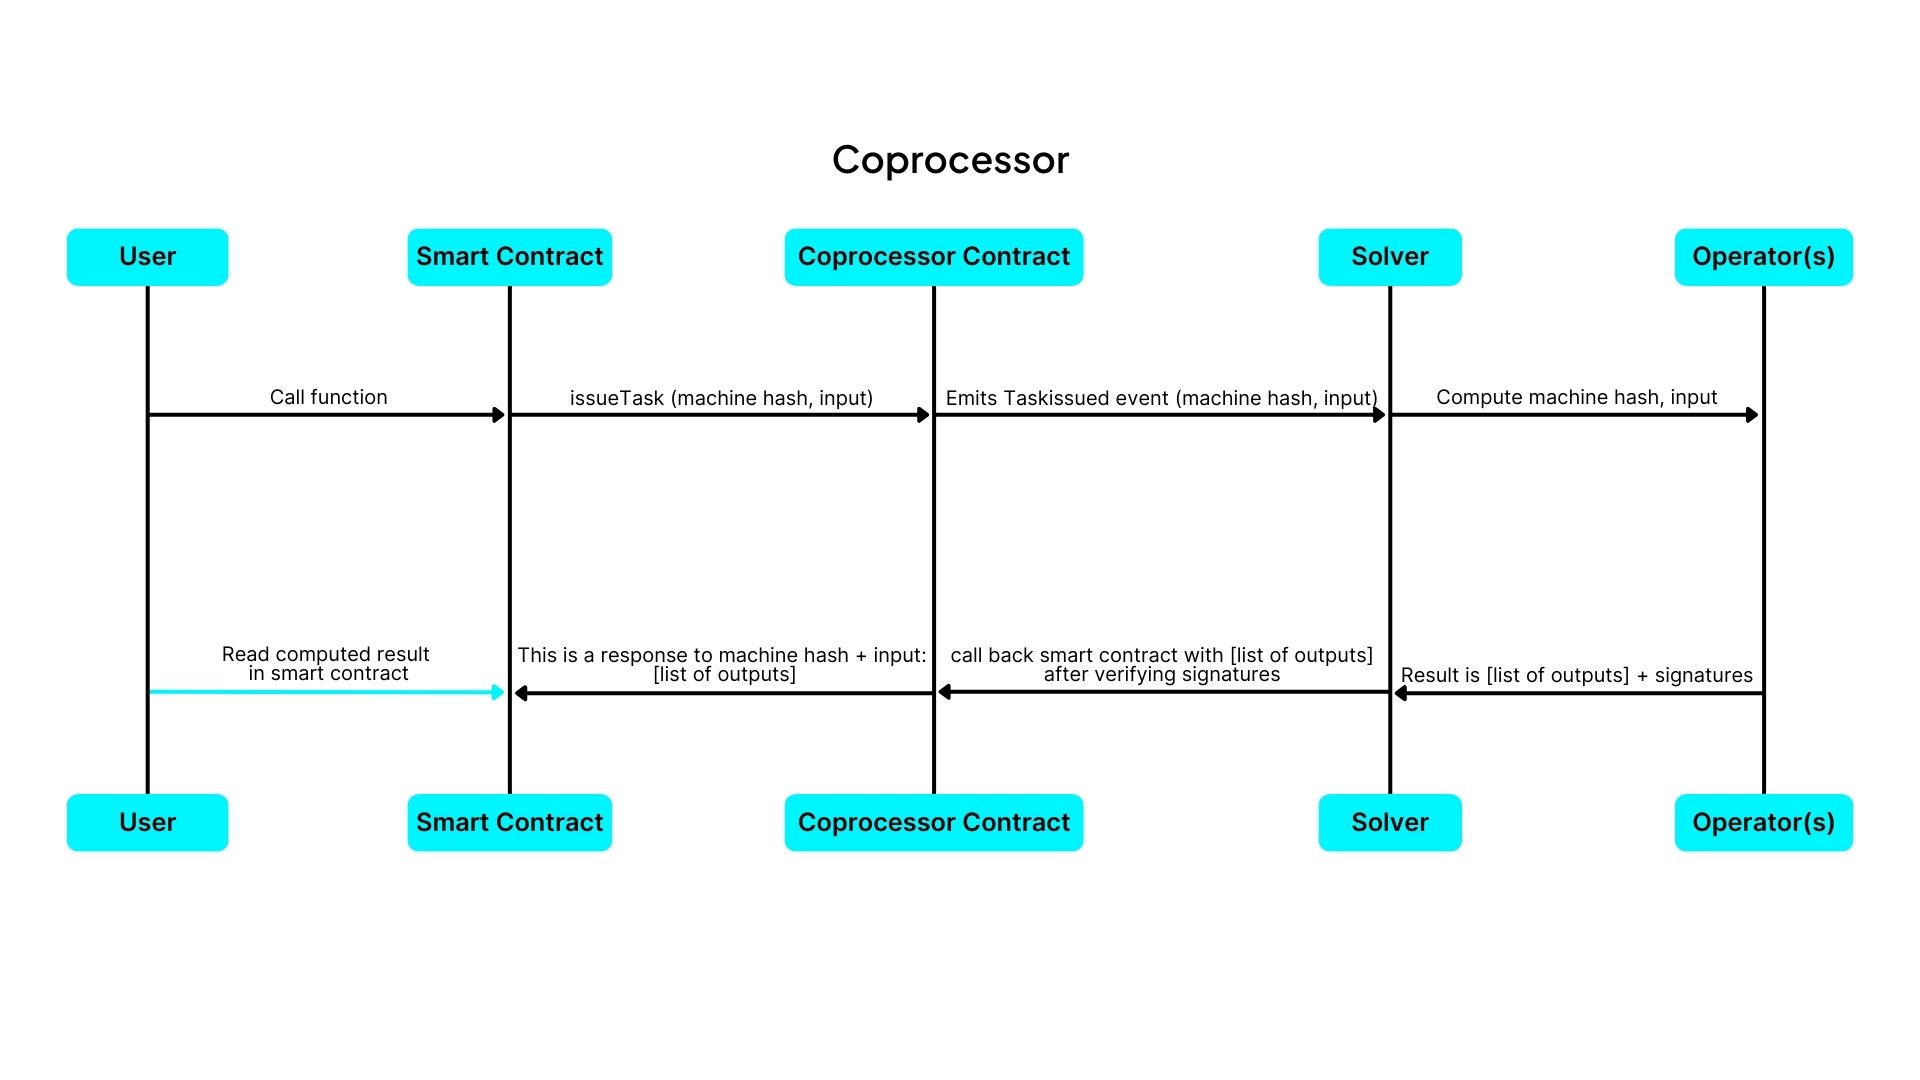 Coprocessor
User
Smart Contract
Coprocessor Contract
Solver
Operator(s)
Call function
issueTask (machine hash, input)
Emits Taskissued event (machine hash, input)
Compute machine hash, input
Read computed result
in smart contract
This is a response to machine hash + input:
[list of outputs]
call back smart contract with [list of outputs]
after verifying signatures
Result is [list of outputs] + signatures
User
Smart Contract
Coprocessor Contract
Solver
Operator(s)